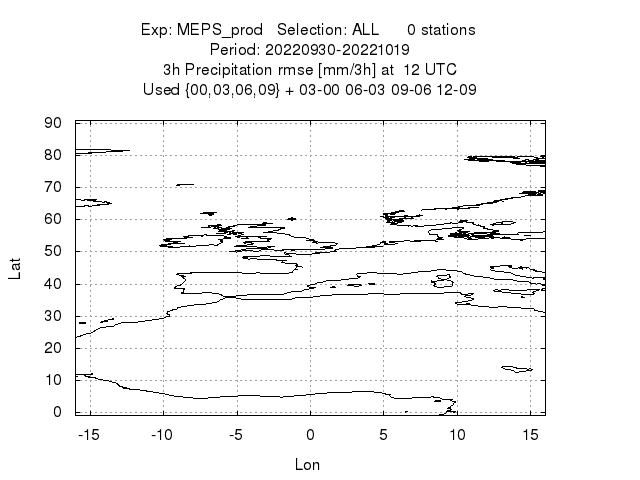 Exp: MEPS_prod   Selection: ALL      0 stations
Period: 20220930-20221019
3h Precipitation rmse [mm/3h] at  12 UTC
Used {00,03,06,09} + 03-00 06-03 09-06 12-09
90
80
70
60
50
40
30
20
10
0
Lat
-15 -10 -5 0 5 10 15
Lon